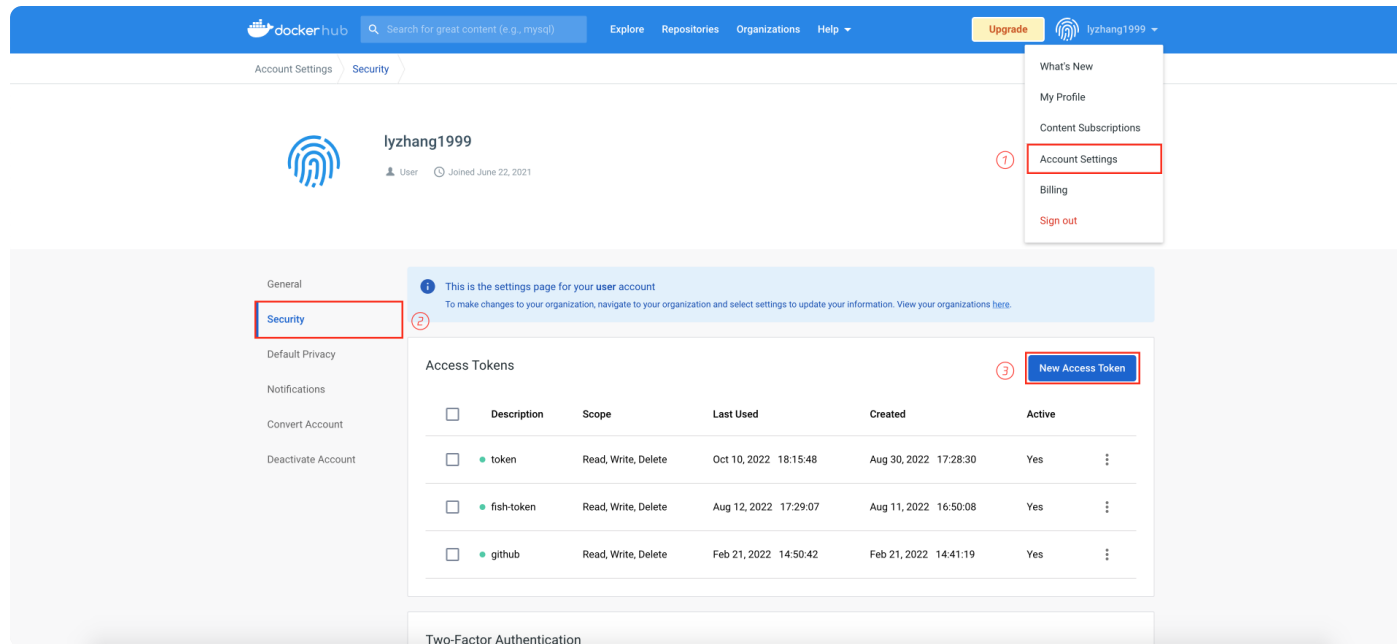 dockerhub Search for great content (e.g., mysql) Explore Repositories Organizations Help Upgrade lyzhang1999
Account Settings Security
What's New
My Profile
Content Subscriptions
1 Account Settings
Billing
Sign out
lyzhang1999
User Joined June 22, 2021
General
Security 2
Default Privacy
Notifications
Convert Account
Deactivate Account
This is the settings page for your user account
To make changes to your organization, navigate to your organization and select settings to update your information. View your organizations here.
Access Tokens 3 New Access Token
Description Scope Last Used Created Active
token Read, Write, Delete Oct 10, 2022 18:15:48 Aug 30, 2022 17:28:30 Yes
fish-token Read, Write, Delete Aug 12, 2022 17:29:07 Aug 11, 2022 16:50:08 Yes
github Read, Write, Delete Feb 21, 2022 14:50:42 Feb 21, 2022 14:41:19 Yes
Two-Factor Authentication